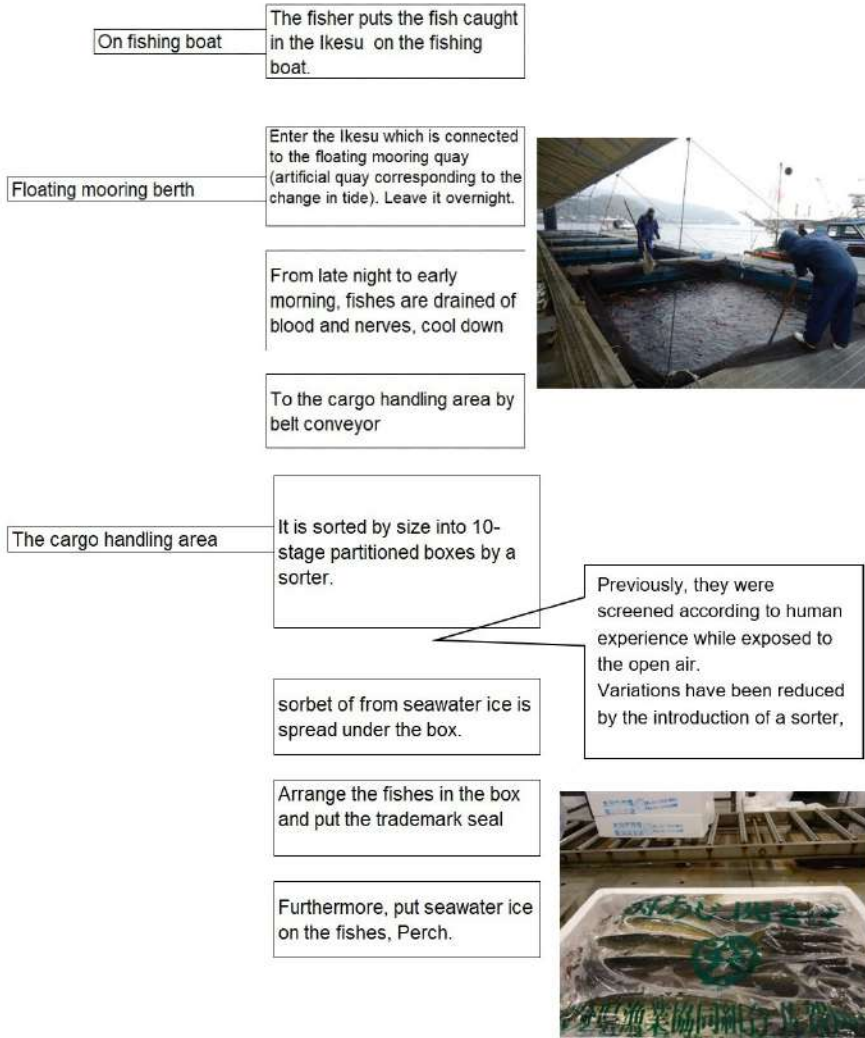 On fishing boat
The fisher puts the fish caught
in the Ikesu on the fishing
boat.
Floating mooring berth
Enter the Ikesu which is connected
to the floating mooring quay
(artificial quay corresponding to the
change in tide). Leave it overnight.
From late night to early
morning, fishes are drained of
blood and nerves, cool down
To the cargo handling area by
belt conveyor
The cargo handling area
It is sorted by size into 10-
stage partitioned boxes by a
sorter.
Previously, they were
screened according to human
experience while exposed to
the open air.
Variations have been reduced
by the introduction of a sorter,
sorbet of from seawater ice is
spread under the box.
Arrange the fishes in the box
and put the trademark seal
Furthermore, put seawater ice
on the fishes, Perch.
漁業協同組合